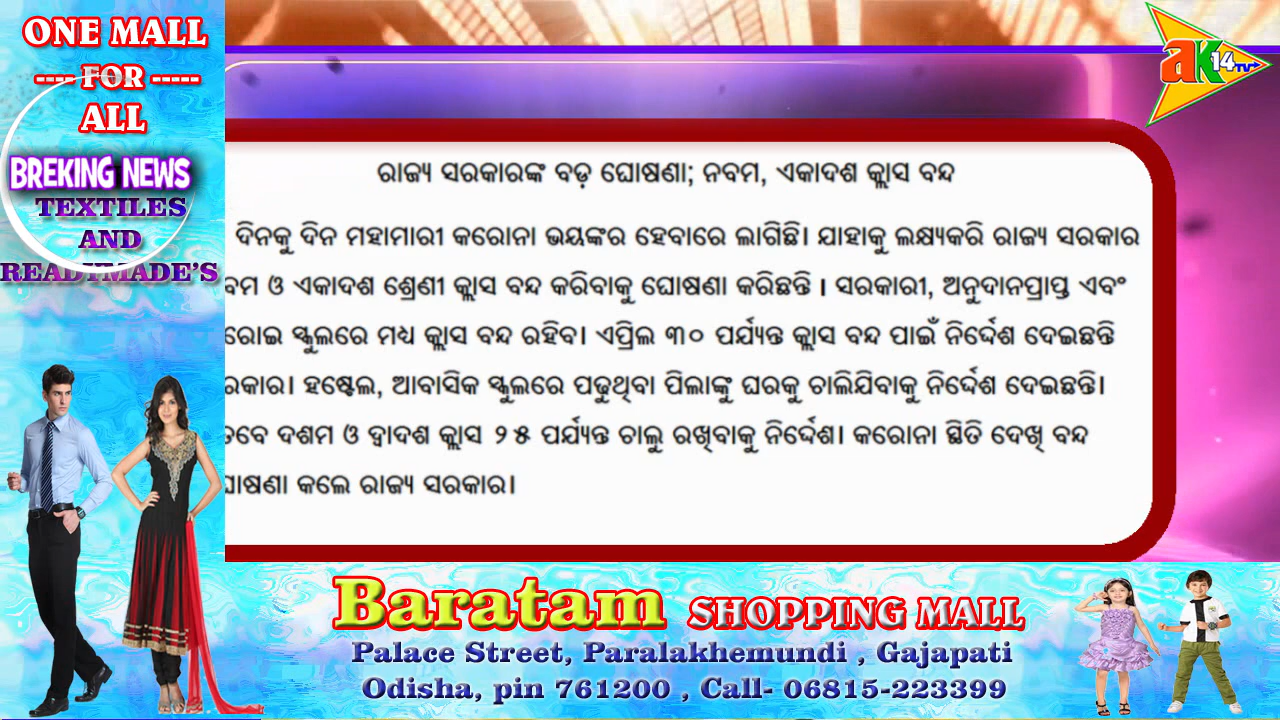 ONE MALL
---- FOR -----
ALL
BREKING NEWS
TEXTILES
AND
READYMADE'S
aK14TV
ରାଜ୍ୟ ସରକାରଙ୍କ ବଡ଼ ଘୋଷଣା; ନବମ, ଏକାଦଶ କ୍ଲାସ ବନ୍ଦ
ଦିନକୁ ଦିନ ମହାମାରୀ କରୋନା ଭୟଙ୍କର ହେବାରେ ଲାଗିଛି। ଯାହାକୁ ଲକ୍ଷ୍ୟକରି ରାଜ୍ୟ ସରକାର
ବମ ଓ ଏକାଦଶ ଶ୍ରେଣୀ କ୍ଲାସ ବନ୍ଦ କରିବାକୁ ଘୋଷଣା କରିଛନ୍ତି । ସରକାରୀ, ଅନୁଦାନପ୍ରାପ୍ତ ଏବଂ
ରୋଇ ସ୍କୁଲରେ ମଧ୍ୟ କ୍ଲାସ ବନ୍ଦ ରହିବ। ଏପ୍ରିଲ ୩୦ ପର୍ଯ୍ୟନ୍ତ କ୍ଲାସ ବନ୍ଦ ପାଇଁ ନିର୍ଦ୍ଦେଶ ଦେଇଛନ୍ତି
ରକାର। ହଷ୍ଟେଲ, ଆବାସିକ ସ୍କୁଲରେ ପଢୁଥିବା ପିଲାଙ୍କୁ ଘରକୁ ଚାଲିଯିବାକୁ ନିର୍ଦ୍ଦେଶ ଦେଇଛନ୍ତି।
ତେବେ ଦଶମ ଓ ଦ୍ୱାଦଶ କ୍ଲାସ ୨୫ ପର୍ଯ୍ୟନ୍ତ ଚାଲୁ ରଖିବାକୁ ନିର୍ଦ୍ଦେଶ। କରୋନା ସ୍ଥିତି ଦେଖି ବନ୍ଦ
ଘୋଷଣା କଲେ ରାଜ୍ୟ ସରକାର।
Baratam SHOPPING MALL
Palace Street, Paralakhemundi , Gajapati
Odisha, pin 761200 , Call- 06815-223399